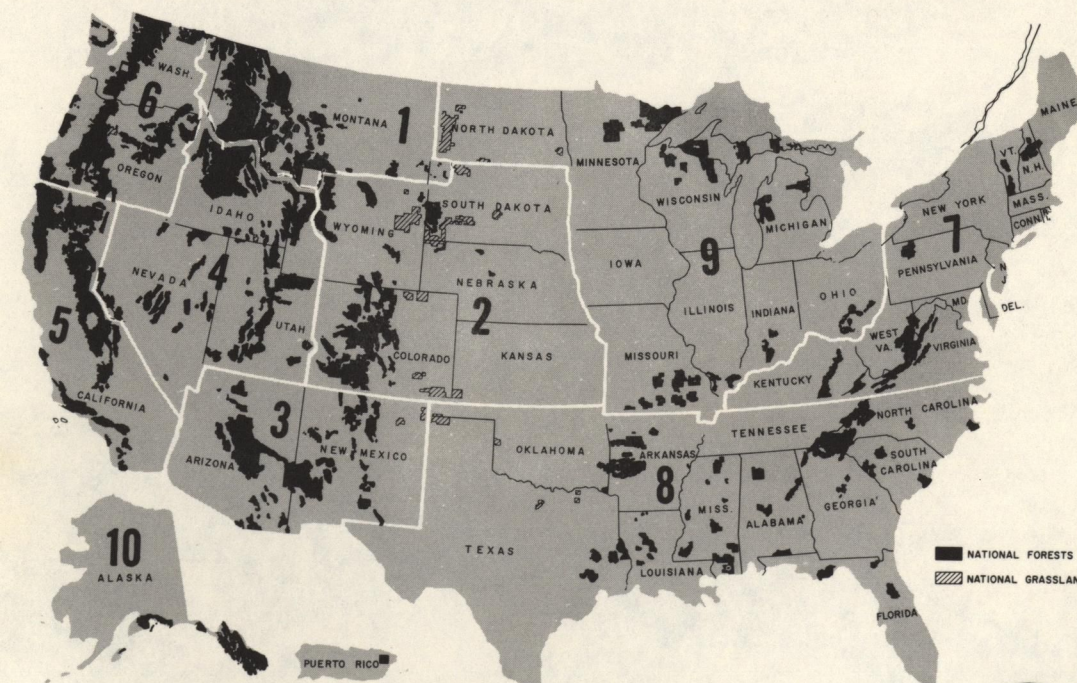 WASH.
6
OREGON
MONTANA
1
IDAHO
NORTH DAKOTA
SOUTH DAKOTA
WYOMING
NEBRASKA
2
COLORADO
KANSAS
NEVADA
4
UTAH
5
CALIFORNIA
3
ARIZONA
NEW MEXICO
MINNESOTA
WISCONSIN
MICHIGAN
IOWA
9
ILLINOIS
INDIANA
OHIO
MISSOURI
MAINE
VT.
N.H.
MASS.
CONN.
NEW YORK
7
PENNSYLVANIA
N
J
MD.
DEL.
WEST
VA.
VIRGINIA
KENTUCKY
TENNESSEE
NORTH CAROLINA
SOUTH
CAROLINA
OKLAHOMA
ARKANSAS
8
TEXAS
LOUISIANA
MISS.
ALABAMA
GEORGIA
FLORIDA
10
ALASKA
PUERTO RICO
NATIONAL FORESTS
NATIONAL GRASSLAN